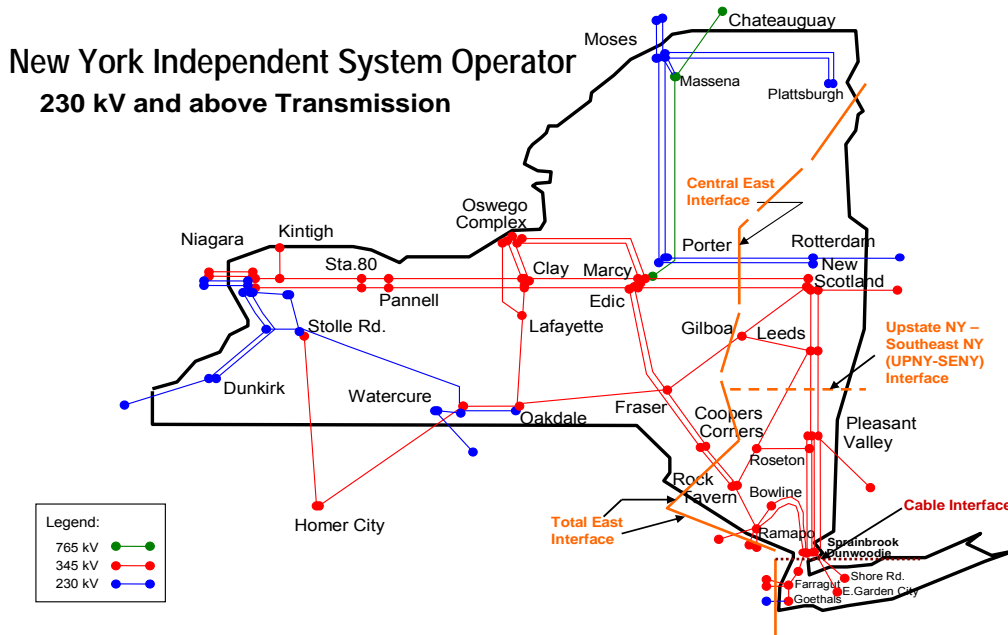 New York Independent System Operator
230 kV and above Transmission
Chateauguay
Moses
Massena
Plattsburgh
Central East
Interface
Oswego
Complex
Niagara
Kintigh
Sta.80
Pannell
Clay
Marcy
Edic
Porter
Rotterdam
New
Scotland
Stolle Rd.
Lafayette
Gilboa
Leeds
Upstate NY –
Southeast NY
(UPNY-SENY)
Interface
Dunkirk
Watercure
Oakdale
Fraser
Coopers
Corners
Pleasant
Valley
Roseton
Rock
Tavern
Bowline
Homer City
Total East
Interface
Ramapo
Cable Interface
Sprainbrook
Dunwoodie
Shore Rd.
E.Garden City
Farragut
Goethals
Legend:
765 kV
345 kV
230 kV